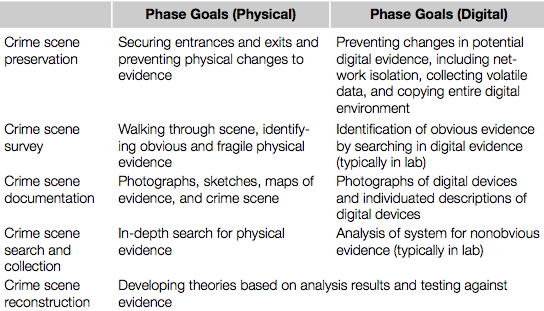 Phase Goals (Physical) Phase Goals (Digital)
Crime scene Securing entrances and exits and Preventing changes in potential
preservation preventing physical changes to digital evidence, including net-
evidence work isolation, collecting volatile
data, and copying entire digital
environment
Crime scene Walking through scene, identify- Identification of obvious evidence
survey ing obvious and fragile physical by searching in digital evidence
evidence (typically in lab)
Crime scene Photographs, sketches, maps of Photographs of digital devices
documentation evidence, and crime scene and individuated descriptions of
digital devices
Crime scene In-depth search for physical Analysis of system for nonobvious
search and evidence evidence (typically in lab)
collection
Crime scene Developing theories based on analysis results and testing against
reconstruction evidence